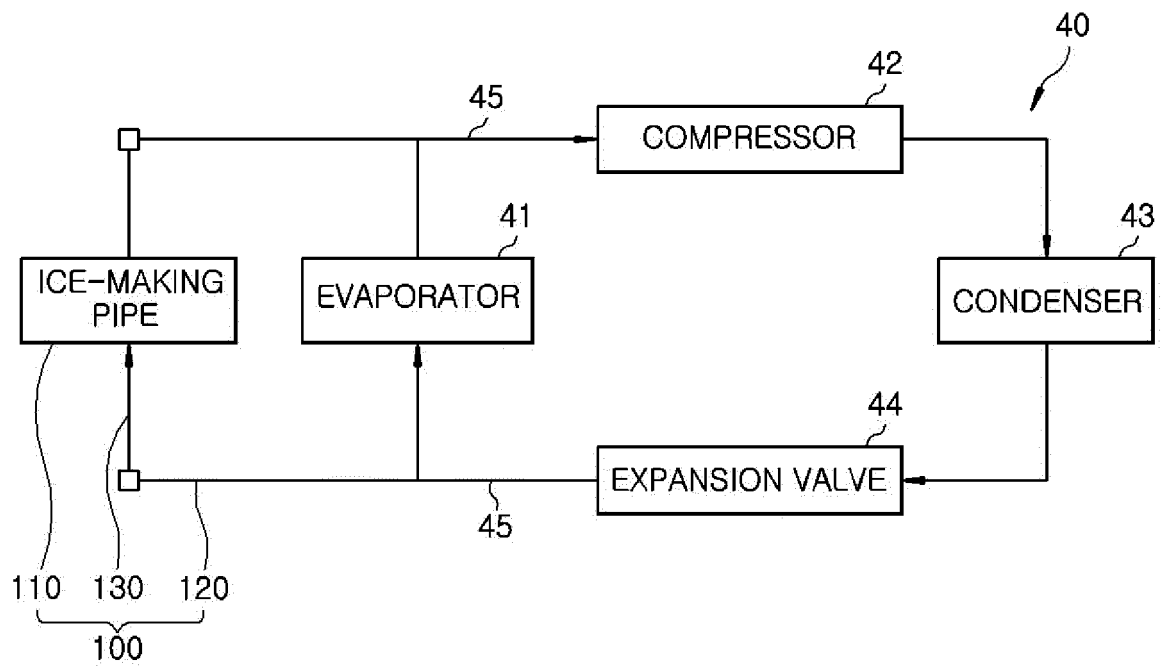 40
42
45
COMPRESSOR
41
43
ICE-MAKING
PIPE
EVAPORATOR
CONDENSER
44
EXPANSION VALVE
45
110 130 120
100